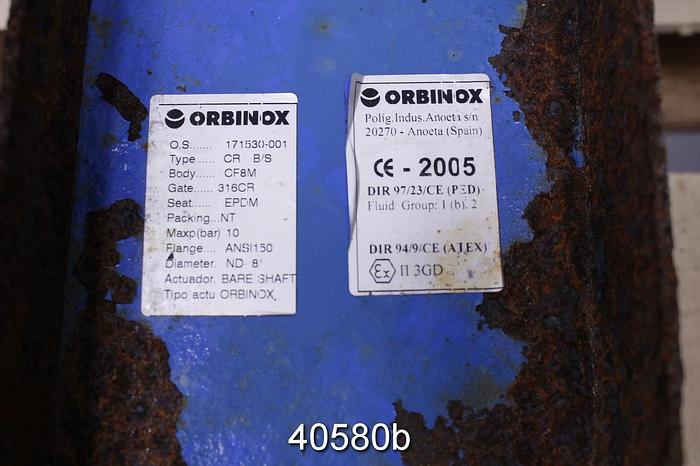 ORBINOX
O.S....... 171530-001
Type...... CR B/S
Body...... CF8M
Gate...... 316CR
Seat...... EPDM
Packing...NT
Maxp(bar) 10
Flange.... ANSI150
Diameter. ND- 8"
Actuador. BARE SHAFT
Tipo actu ORBINOX
ORBINOX
Polig.Indus.Anoeta s/n
20270 - Anoeta (Spain)
CE - 2005
DIR 97/23/CE (PED)
Fluid Group: 1 (b), 2
DIR 94/9/CE (ATEX)
Ex II 3GD
40580b